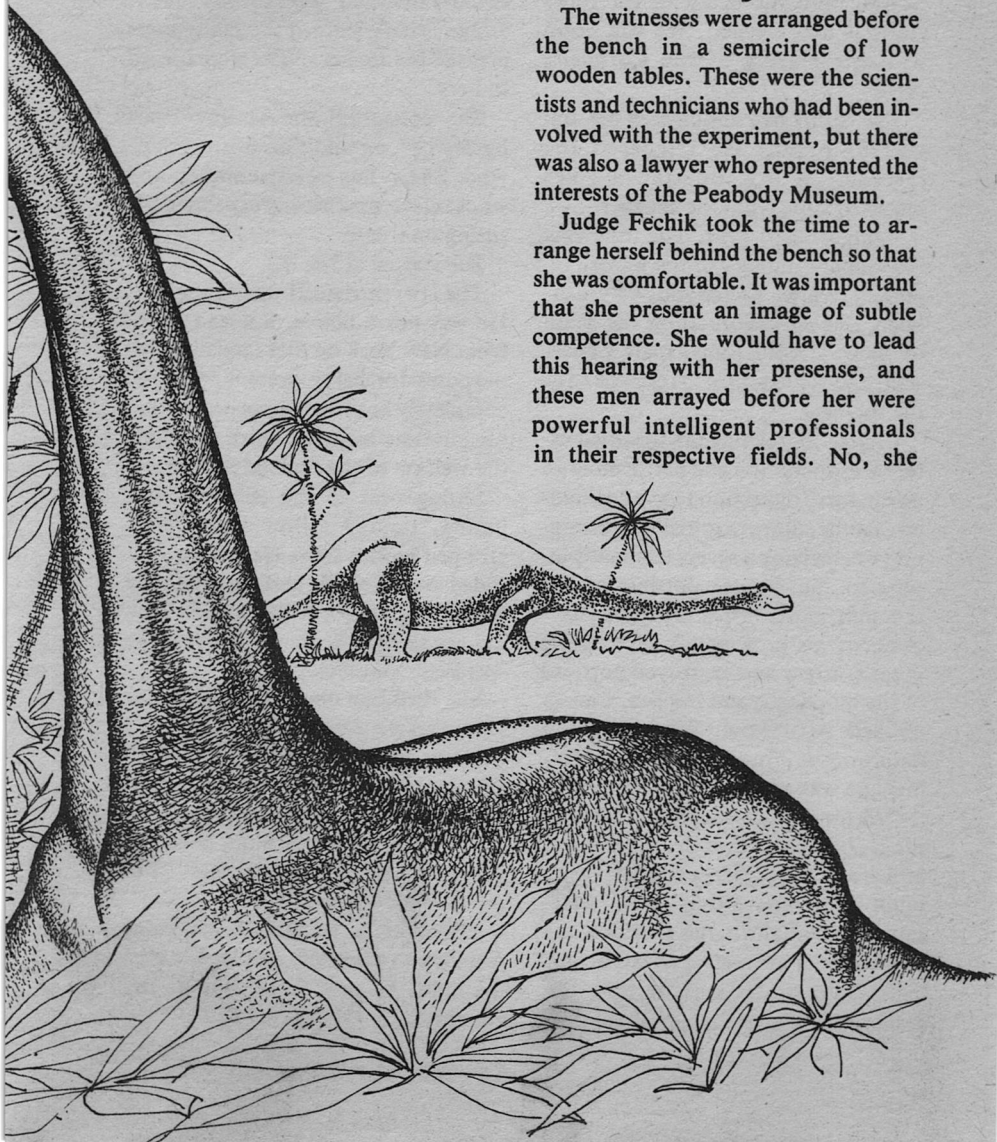 The witnesses were arranged before
the bench in a semicircle of low
wooden tables. These were the scien-
tists and technicians who had been in-
volved with the experiment, but there
was also a lawyer who represented the
interests of the Peabody Museum.
Judge Fechik took the time to ar-
range herself behind the bench so that
she was comfortable. It was important
that she present an image of subtle
competence. She would have to lead
this hearing with her presense, and
these men arrayed before her were
powerful intelligent professionals
in their respective fields. No, she